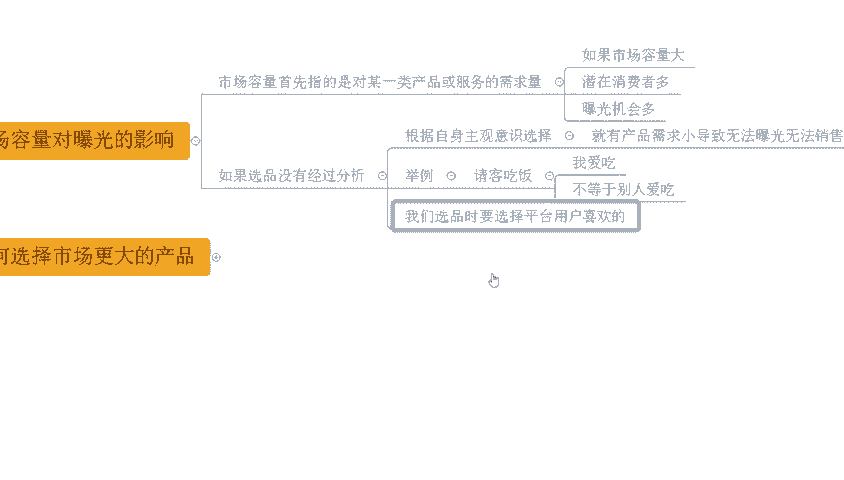 场容量对曝光的影响
市场容量首先指的是对某一类产品或服务的需求量
如果市场容量大
潜在消费者多
曝光机会多
如果选品没有经过分析
根据自身主观意识选择
就有产品需求小导致无法曝光无法销售
举例
请客吃饭
我爱吃
不等于别人爱吃
我们选品时要选择平台用户喜欢的
何选择市场更大的产品